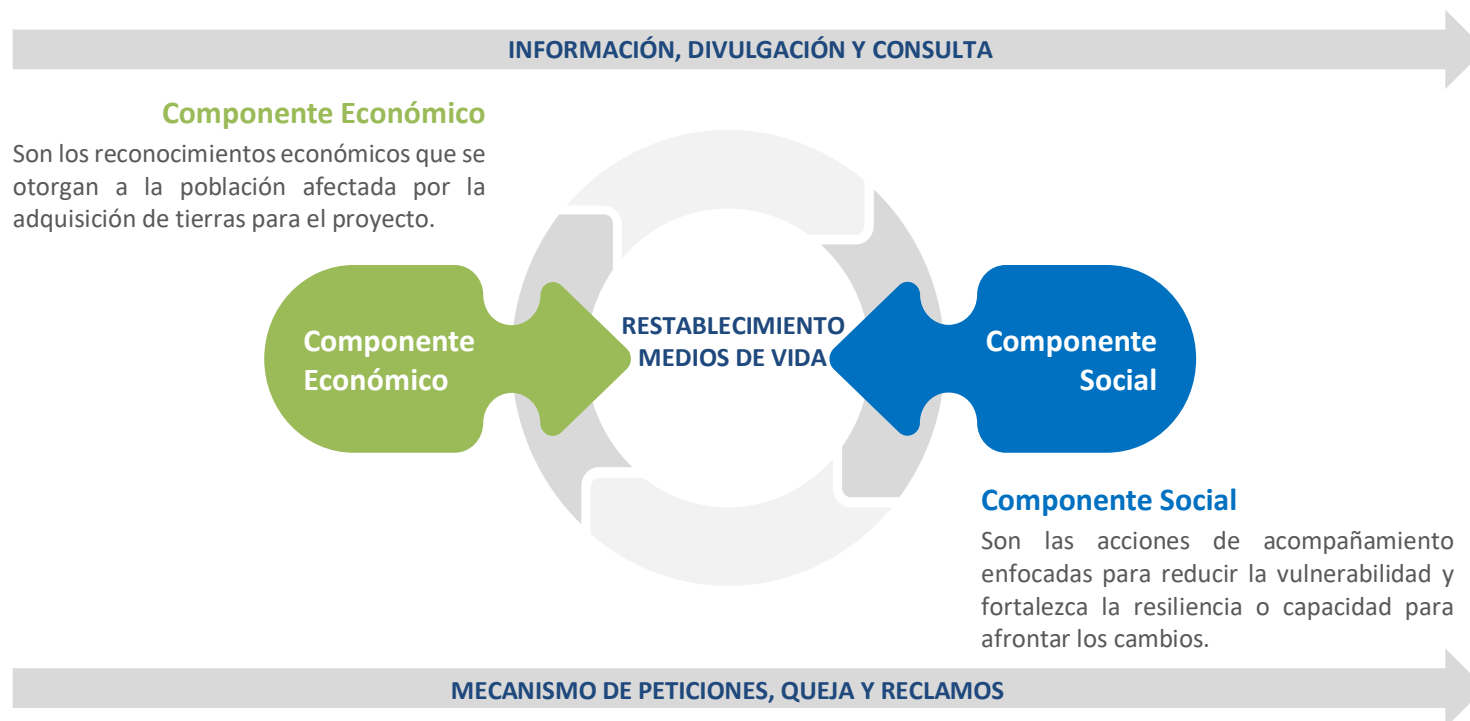 INFORMACIÓN, DIVULGACIÓN Y CONSULTA
Componente Económico
Son los reconocimientos económicos que se
otorgan a la población afectada por la
adquisición de tierras para el proyecto.
Componente
Económico
RESTABLECIMIENTO
MEDIOS DE VIDA
Componente
Social
Componente Social
Son las acciones de acompañamiento
enfocadas para reducir la vulnerabilidad y
fortalezca la resiliencia o capacidad para
afrontar los cambios.
MECANISMO DE PETICIONES, QUEJA Y RECLAMOS